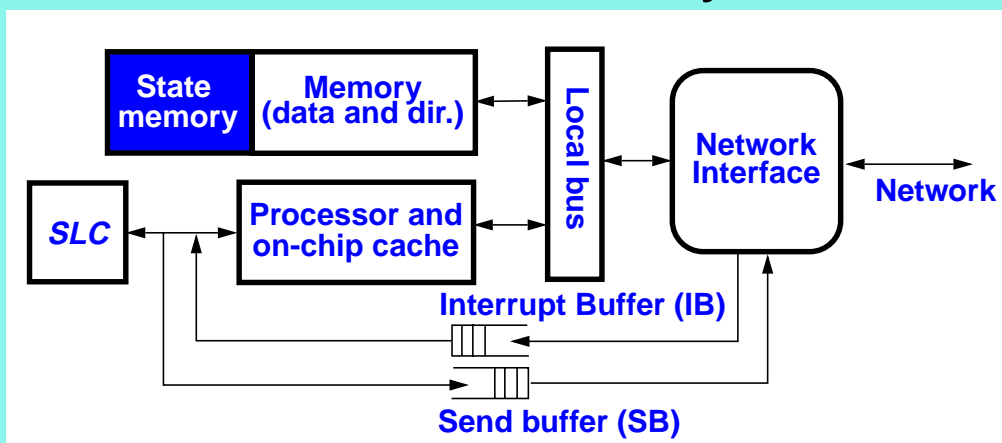 State
memory
Memory
(data and dir.)
Local bus
Network
Interface
Network
SLC
Processor and
on-chip cache
Interrupt Buffer (IB)
Send buffer (SB)